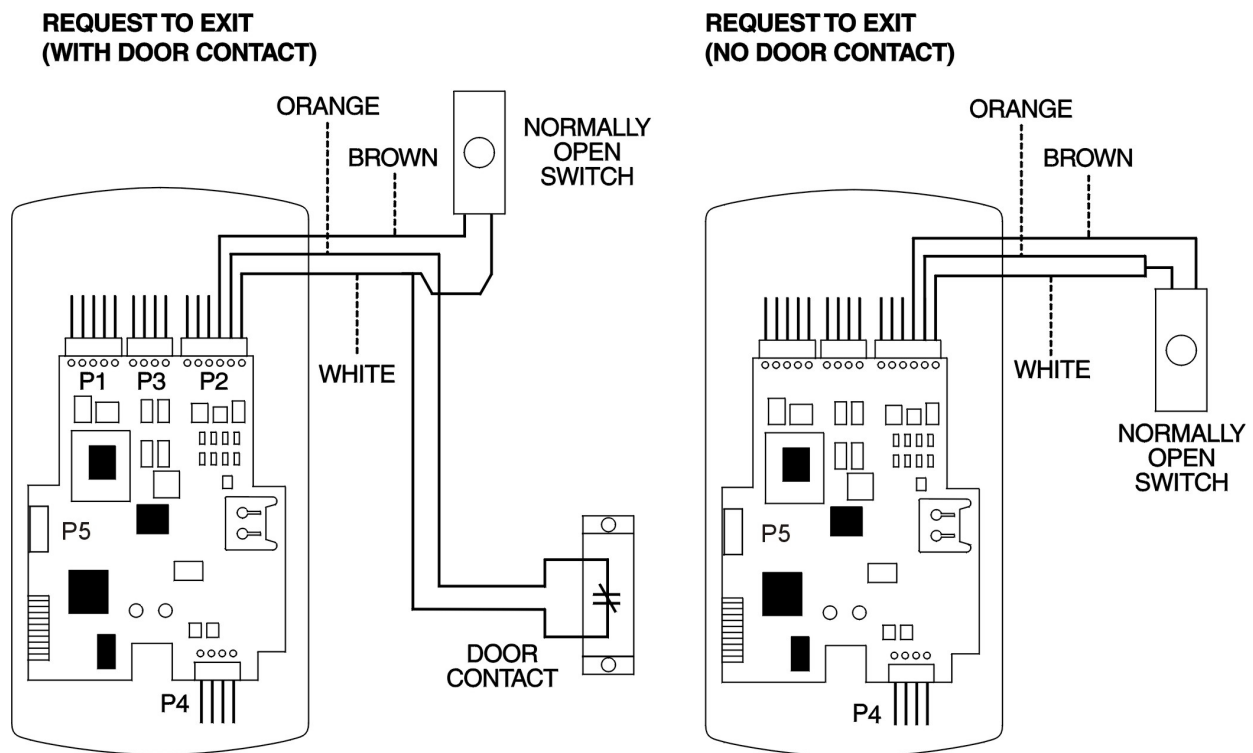 REQUEST TO EXIT
(WITH DOOR CONTACT)
ORANGE
BROWN
NORMALLY
OPEN
SWITCH
WHITE
P1 P3 P2
P5
DOOR
CONTACT
P4
REQUEST TO EXIT
(NO DOOR CONTACT)
ORANGE
BROWN
WHITE
NORMALLY
OPEN
SWITCH
P5
P4